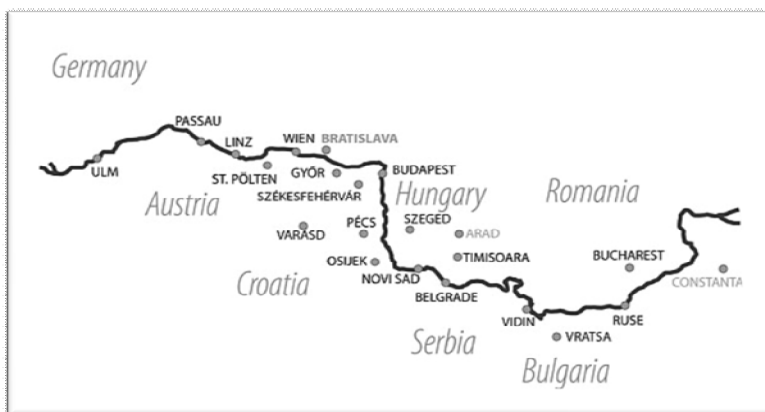 Germany
PASSAU
LINZ
WIEN
BRATISLAVA
ULM
ST. PÖLTEN
GYŐR
BUDAPEST
SZÉKESFEHÉRVÁR
Hungary
Romania
Austria
VARASD
PÉCS
SZEGED
ARAD
OSIJEK
TIMISOARA
BUCHAREST
Croatia
NOVI SAD
CONSTANTA
BELGRADE
VIDIN
RUSE
Serbia
VRATSA
Bulgaria